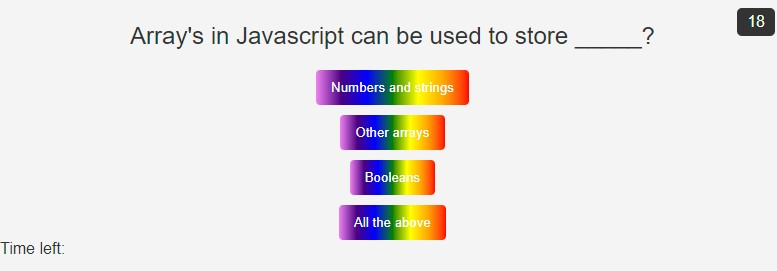 18
Array's in Javascript can be used to store _____?
Numbers and strings
Other arrays
Booleans
All the above
Time left: